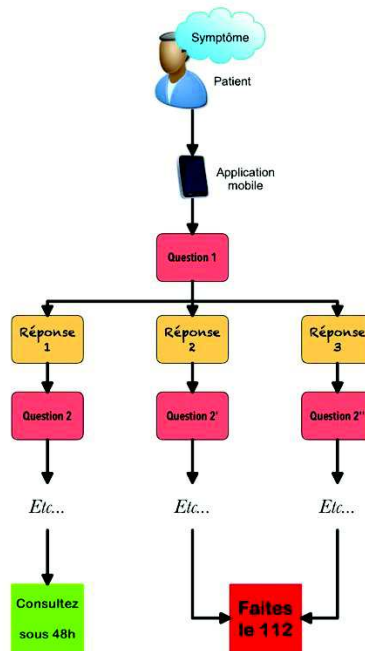 Symptôme
Patient
Application
mobile
Question 1
Réponse
1
Réponse
2
Réponse
3
Question 2
Question 2'
Question 2''
Etc...
Etc...
Etc...
Consultez
sous 48h
Faites
le 112